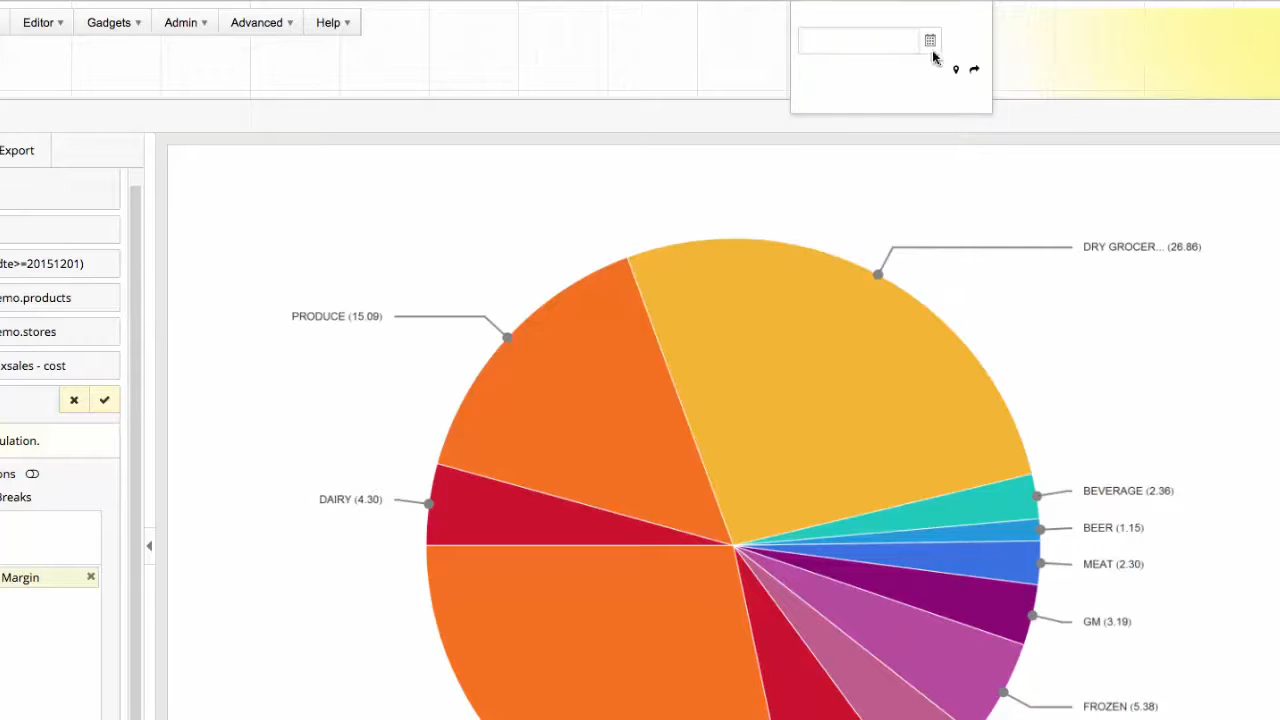 Editor Gadgets Admin Advanced Help
Export
dte>=20151201)
emo.products
emo.stores
xsales - cost
ulation.
ons
Breaks
Margin
DRY GROCER... (26.86)
PRODUCE (15.09)
BEVERAGE (2.36)
DAIRY (4.30)
BEER (1.15)
MEAT (2.30)
GM (3.19)
FROZEN (5.38)